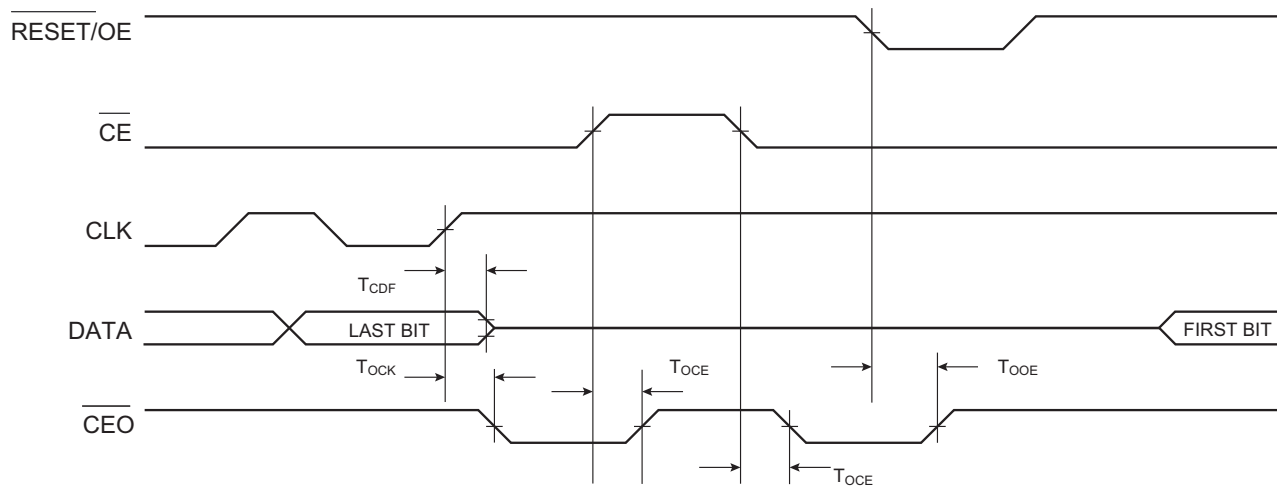 RESET/OE
CE
CLK
TCDF
DATA
LAST BIT
FIRST BIT
TOCK
TOCE
TOOE
CEO
TOCE